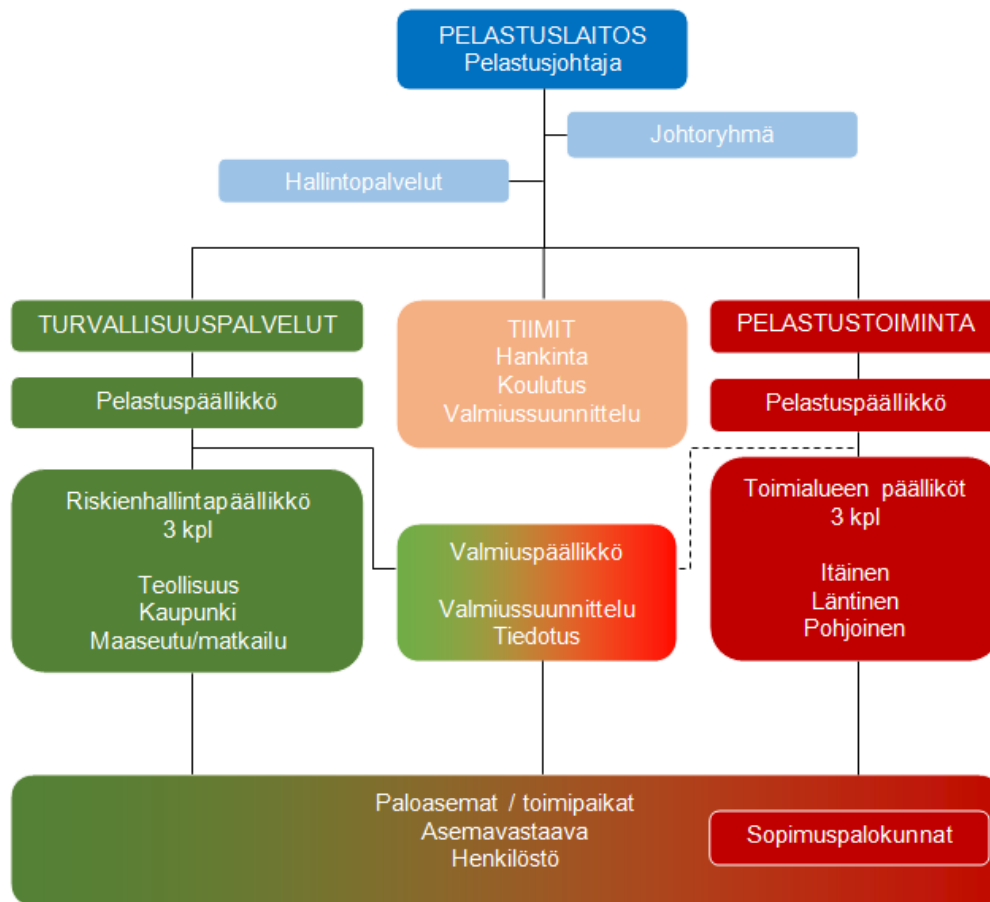 PELASTUSLAITOS
Pelastusjohtaja
Johtoryhmä
Hallintopalvelut
TURVALLISUUSPALVELUT
Pelastuspäällikkö
TIIMIT
Hankinta
Koulutus
Valmiussuunnittelu
PELASTUSTOIMINTA
Pelastuspäällikkö
Riskienhallintapäällikkö
3 kpl
Teollisuus
Kaupunki
Maaseutu/matkailu
Valmiuspäällikkö
Valmiussuunnittelu
Tiedotus
Toimialueen päälliköt
3 kpl
Itäinen
Läntinen
Pohjoinen
Paloasemat / toimipaikat
Asemavastaava
Henkilöstö
Sopimuspalokunnat